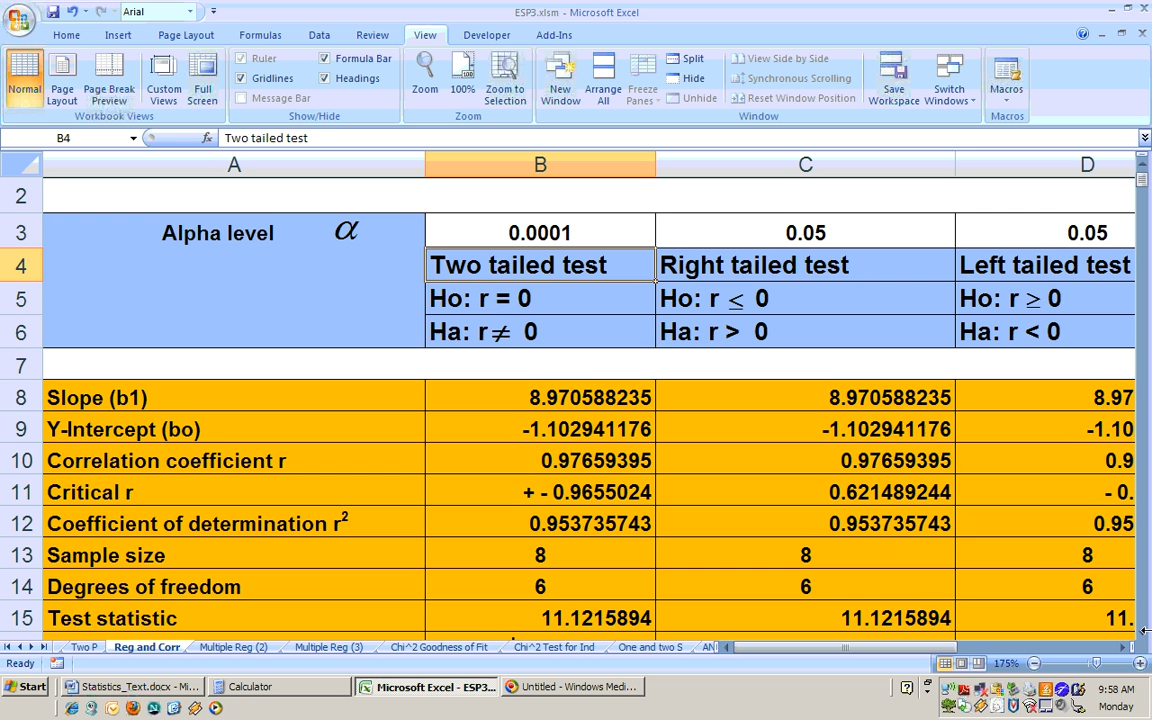 Arial
ESP3.xlsm - Microsoft Excel
Home Insert Page Layout Formulas Data Review View Developer Add-Ins
Normal Page Layout Page Break Preview Custom Views Full Screen
Workbook Views
Ruler Formula Bar
Gridlines Headings
Message Bar
Show/Hide
Zoom 100% Zoom to Selection
Zoom
New Window Arrange All Freeze Panes
Split
Hide
Unhide
View Side by Side
Synchronous Scrolling
Reset Window Position
Save Workspace Switch Windows
Window
Macros
Macros
B4 fx Two tailed test
A B C D
2
3 Alpha level α 0.0001 0.05 0.05
4 Two tailed test Right tailed test Left tailed test
5 Ho: r = 0 Ho: r ≤ 0 Ho: r ≥ 0
6 Ha: r ≠ 0 Ha: r > 0 Ha: r < 0
7
8 Slope (b1) 8.970588235 8.970588235 8.97
9 Y-Intercept (bo) -1.102941176 -1.102941176 -1.10
10 Correlation coefficient r 0.97659395 0.97659395 0.9
11 Critical r + - 0.9655024 0.621489244 - 0.
12 Coefficient of determination r² 0.953735743 0.953735743 0.95
13 Sample size 8 8 8
14 Degrees of freedom 6 6 6
15 Test statistic 11.1215894 11.1215894 11.
Two P Reg and Corr Multiple Reg (2) Multiple Reg (3) Chi^2 Goodness of Fit Chi^2 Test for Ind One and two S AN
Ready 175%
Start Statistics_Text.docx - Mi... Calculator Microsoft Excel - ESP3... Untitled - Windows Medi... 9:58 AM
Monday